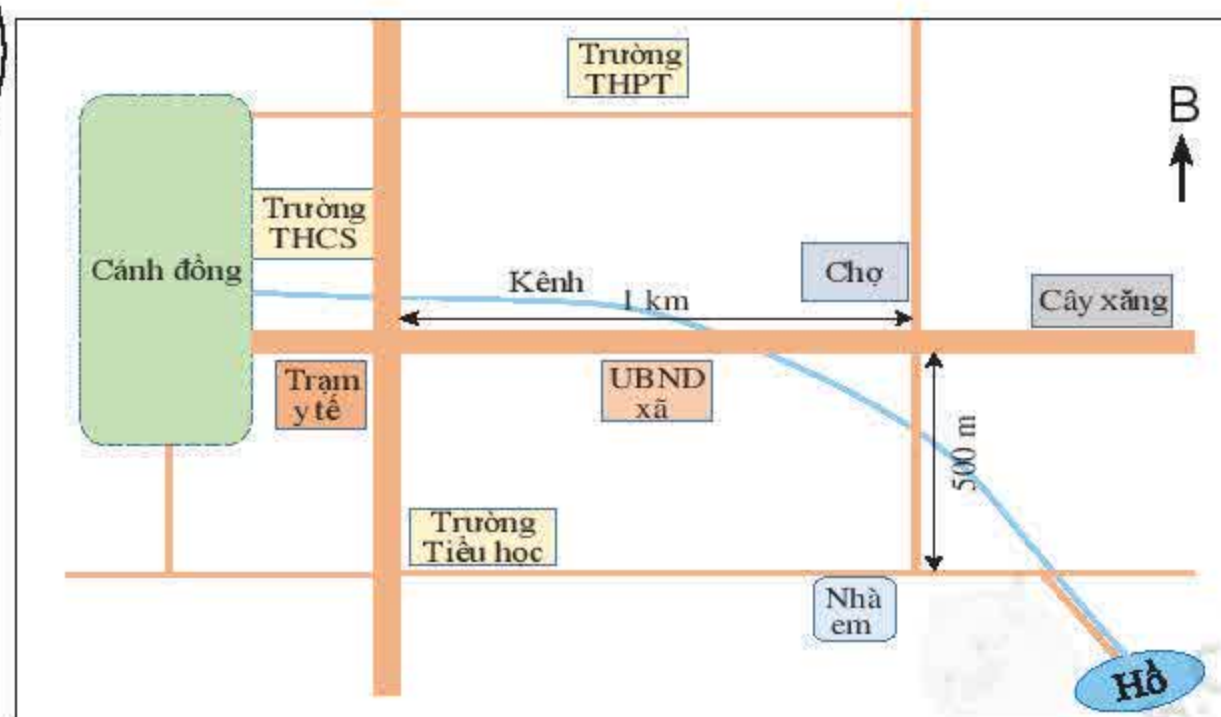 Trường
THPT
B
Trường
THCS
Cánh đồng
Kênh
1 km
Chợ
Cây xăng
Trạm
y tế
UBND
xã
500 m
Trường
Tiểu học
Nhà
em
Hồ